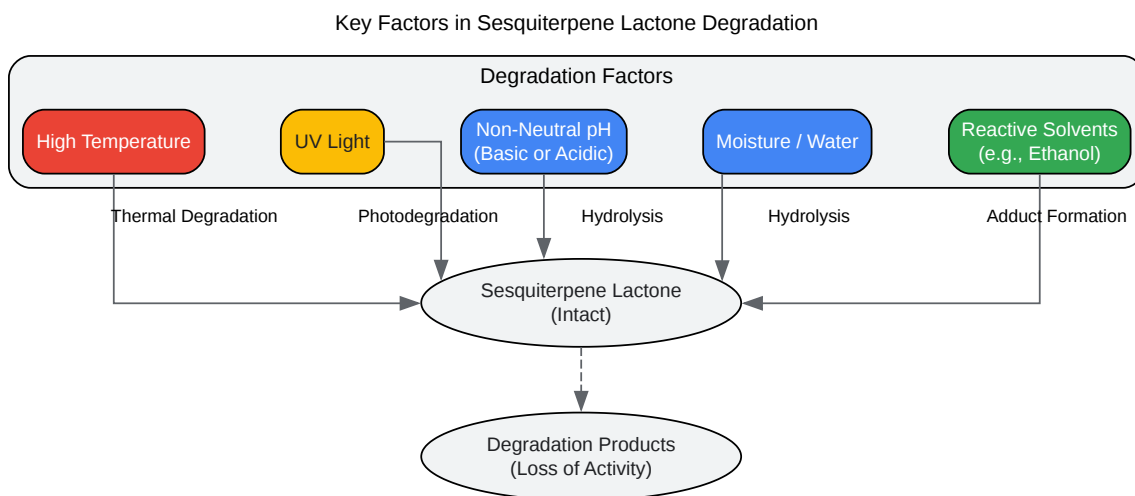 Key Factors in Sesquiterpene Lactone Degradation
Degradation Factors
High Temperature
UV Light
Non-Neutral pH
(Basic or Acidic)
Moisture / Water
Reactive Solvents
(e.g., Ethanol)
Thermal Degradation
Photodegradation
Hydrolysis
Hydrolysis
Adduct Formation
Sesquiterpene Lactone
(Intact)
Degradation Products
(Loss of Activity)